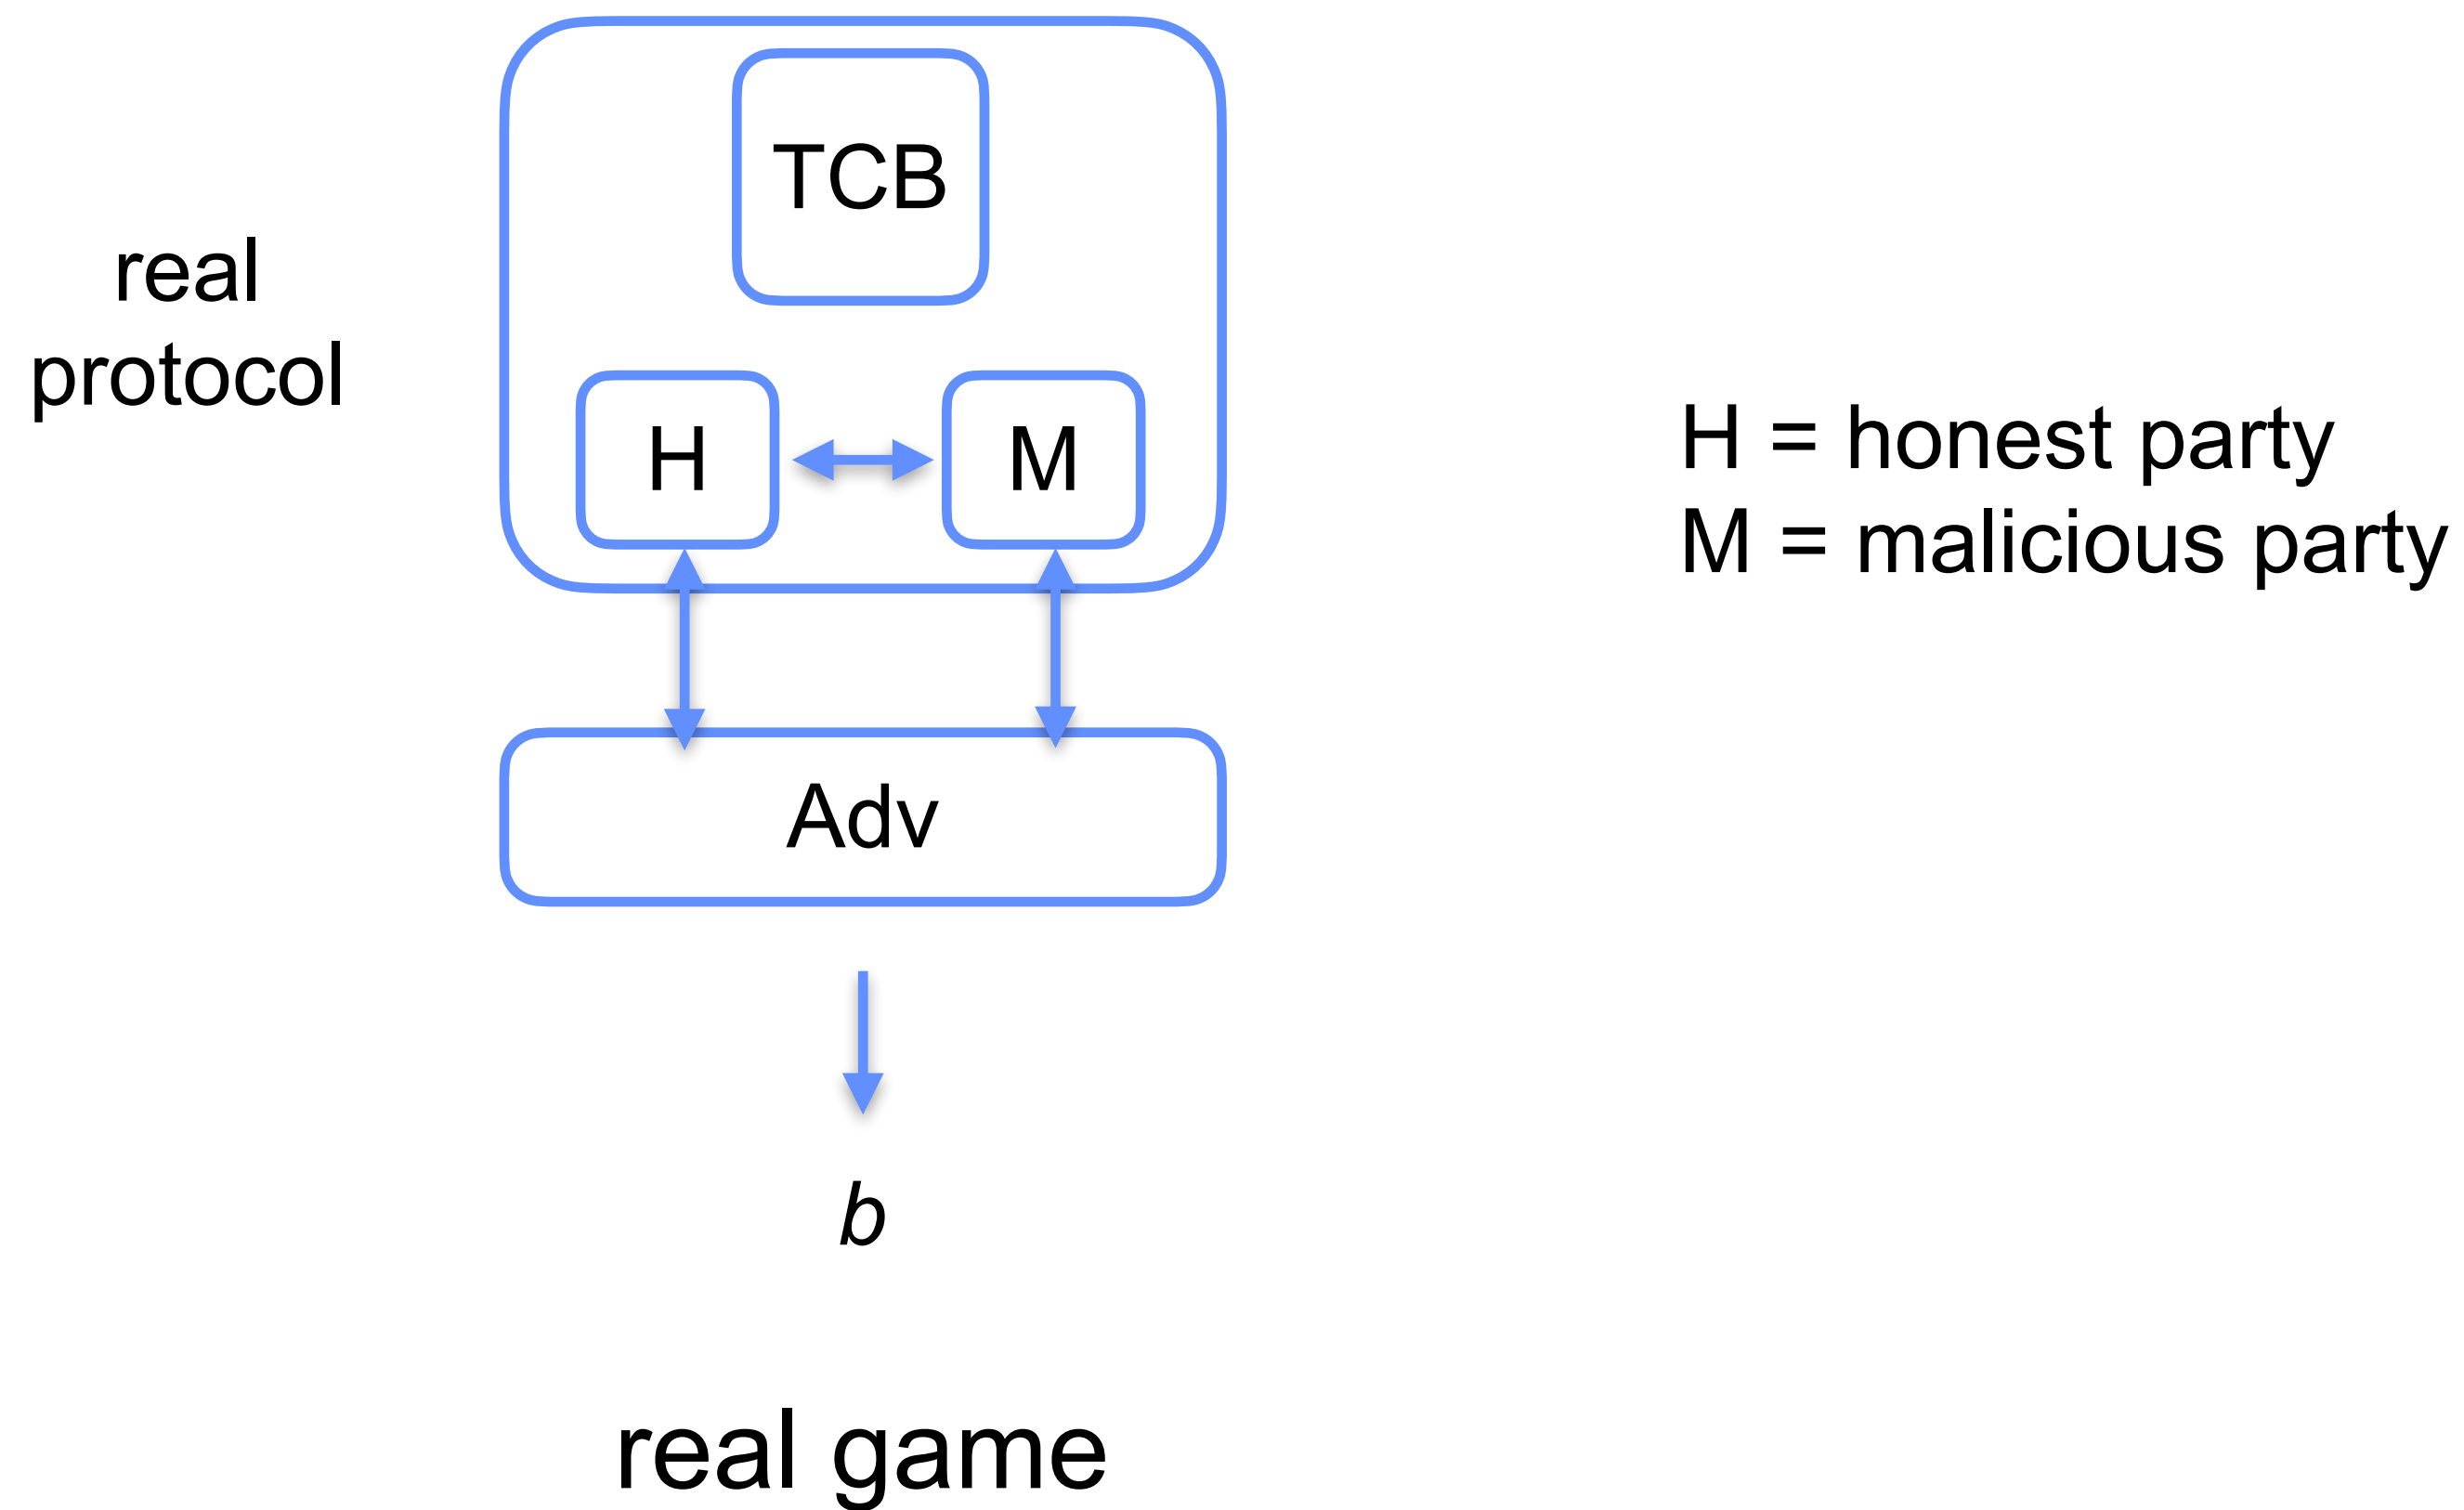 TCB
real
protocol
H
M
H = honest party
M = malicious party
Adv
b
real game